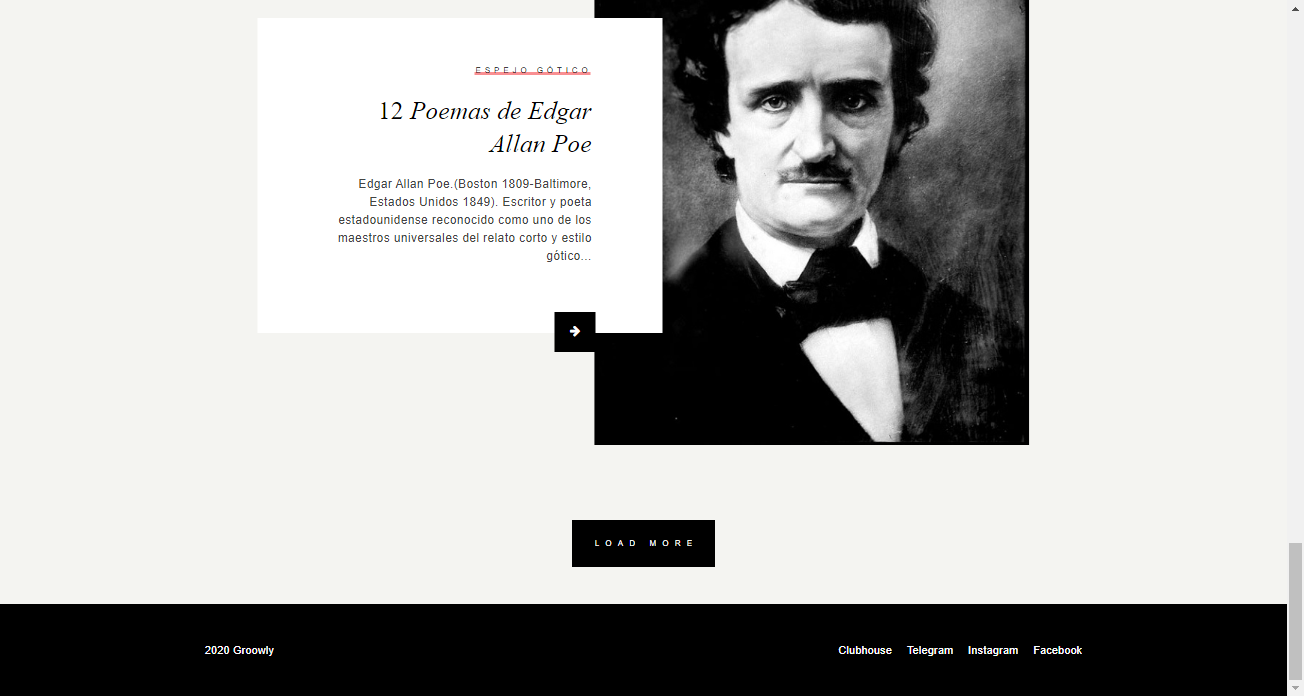 ESPEJO GÓTICO
12 Poemas de Edgar
Allan Poe
Edgar Allan Poe.(Boston 1809-Baltimore,
Estados Unidos 1849). Escritor y poeta
estadounidense reconocido como uno de los
maestros universales del relato corto y estilo
gótico...
LOAD MORE
2020 Groowly
Clubhouse Telegram Instagram Facebook